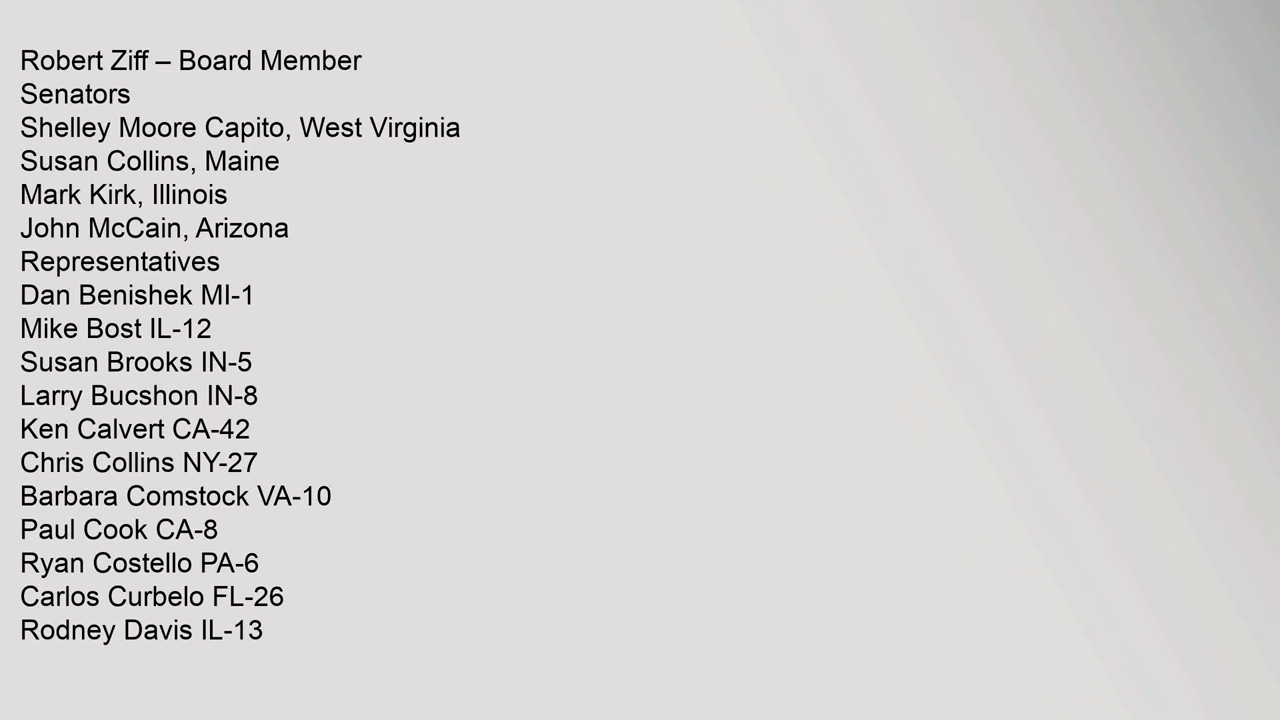 Robert Ziff – Board Member
Senators
Shelley Moore Capito, West Virginia
Susan Collins, Maine
Mark Kirk, Illinois
John McCain, Arizona
Representatives
Dan Benishek MI-1
Mike Bost IL-12
Susan Brooks IN-5
Larry Bucshon IN-8
Ken Calvert CA-42
Chris Collins NY-27
Barbara Comstock VA-10
Paul Cook CA-8
Ryan Costello PA-6
Carlos Curbelo FL-26
Rodney Davis IL-13